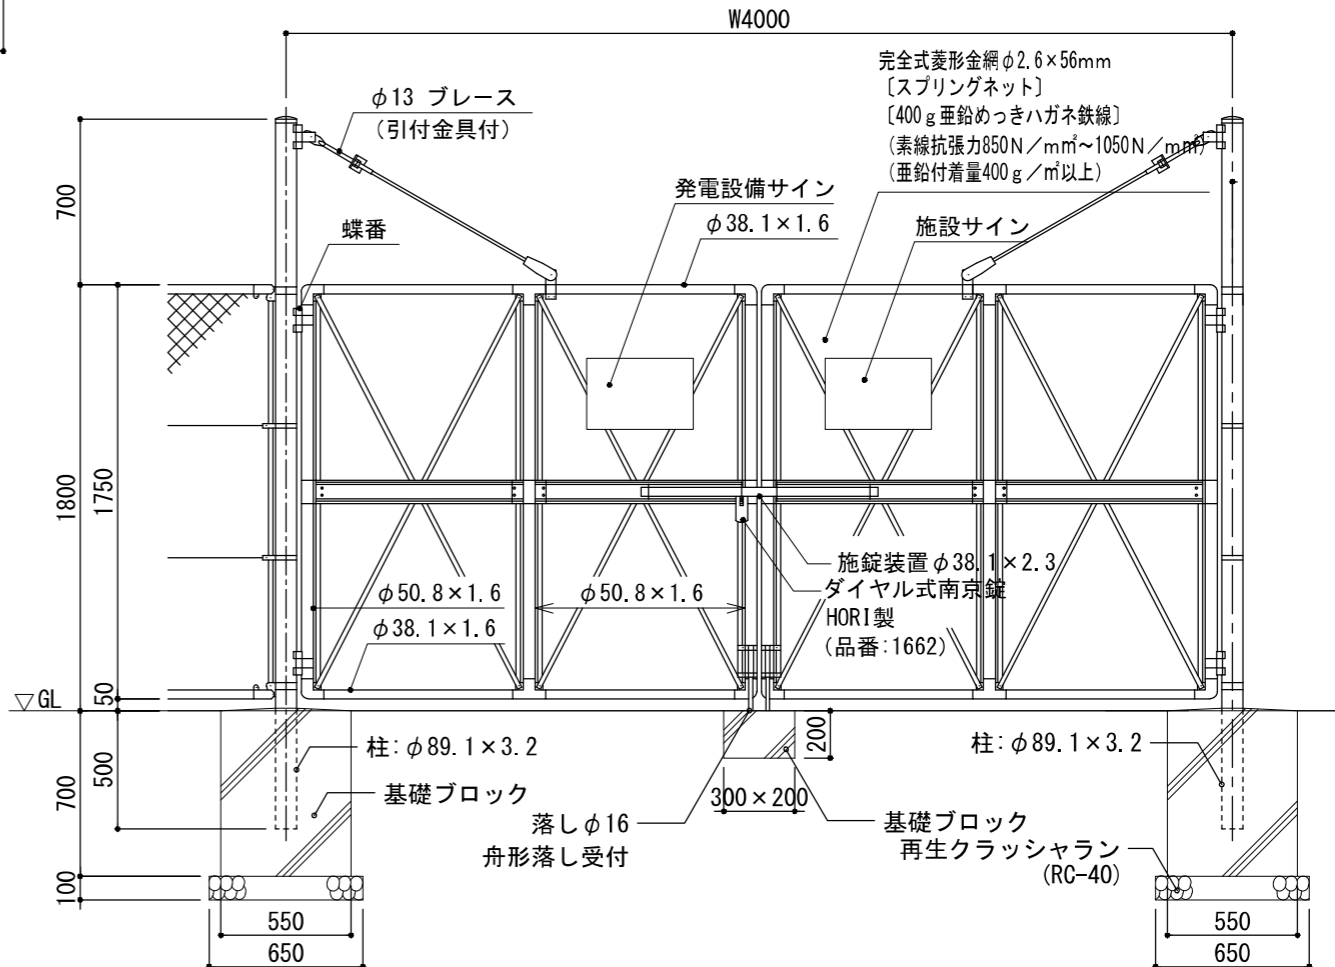 W4000
完全式菱形金網φ2.6×56mm
〔スプリングネット〕
〔400g亜鉛めっきハガネ鉄線〕
(素線抗張力850N/mm²~1050N/mm²)
(亜鉛付着量400g/㎡以上)
φ13 ブレース
(引付金具付)
発電設備サイン
φ38.1×1.6
施設サイン
蝶番
700
1800
1750
50
GL
施錠装置φ38.1×2.3
ダイヤル式南京錠
HORI製
(品番:1662)
φ50.8×1.6
φ50.8×1.6
φ38.1×1.6
柱:φ89.1×3.2
基礎ブロック
500
700
100
200
300×200
落しφ16
舟形落し受付
基礎ブロック
再生クラッシャラン
(RC-40)
柱:φ89.1×3.2
550
650
550
650